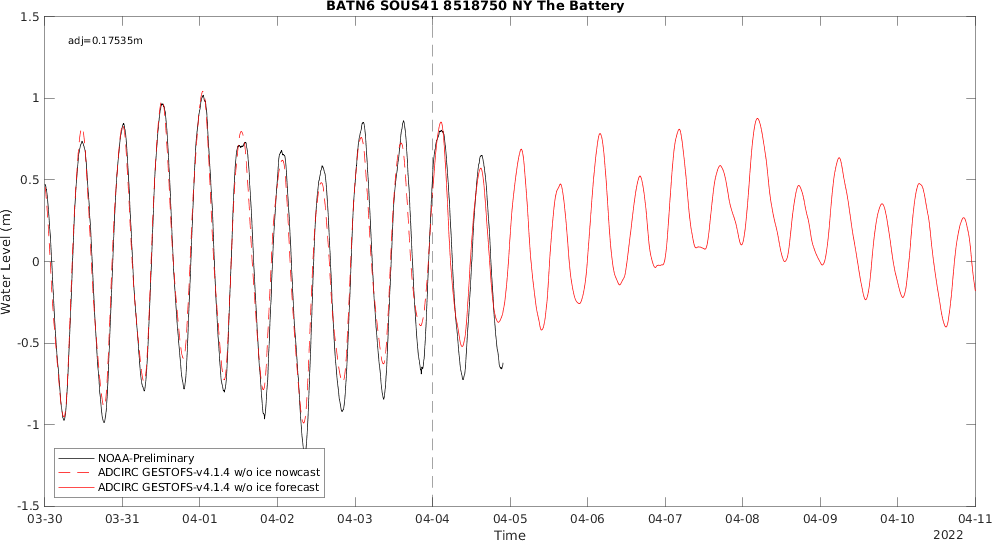 BATN6 SOUS41 8518750 NY The Battery
adj=0.17535m
1.5
1
0.5
0
-0.5
-1
-1.5
Water Level (m)
NOAA-Preliminary
ADCIRC GESTOFS-v4.1.4 w/o ice nowcast
ADCIRC GESTOFS-v4.1.4 w/o ice forecast
03-30 03-31 04-01 04-02 04-03 04-04 04-05 04-06 04-07 04-08 04-09 04-10 04-11
Time
2022